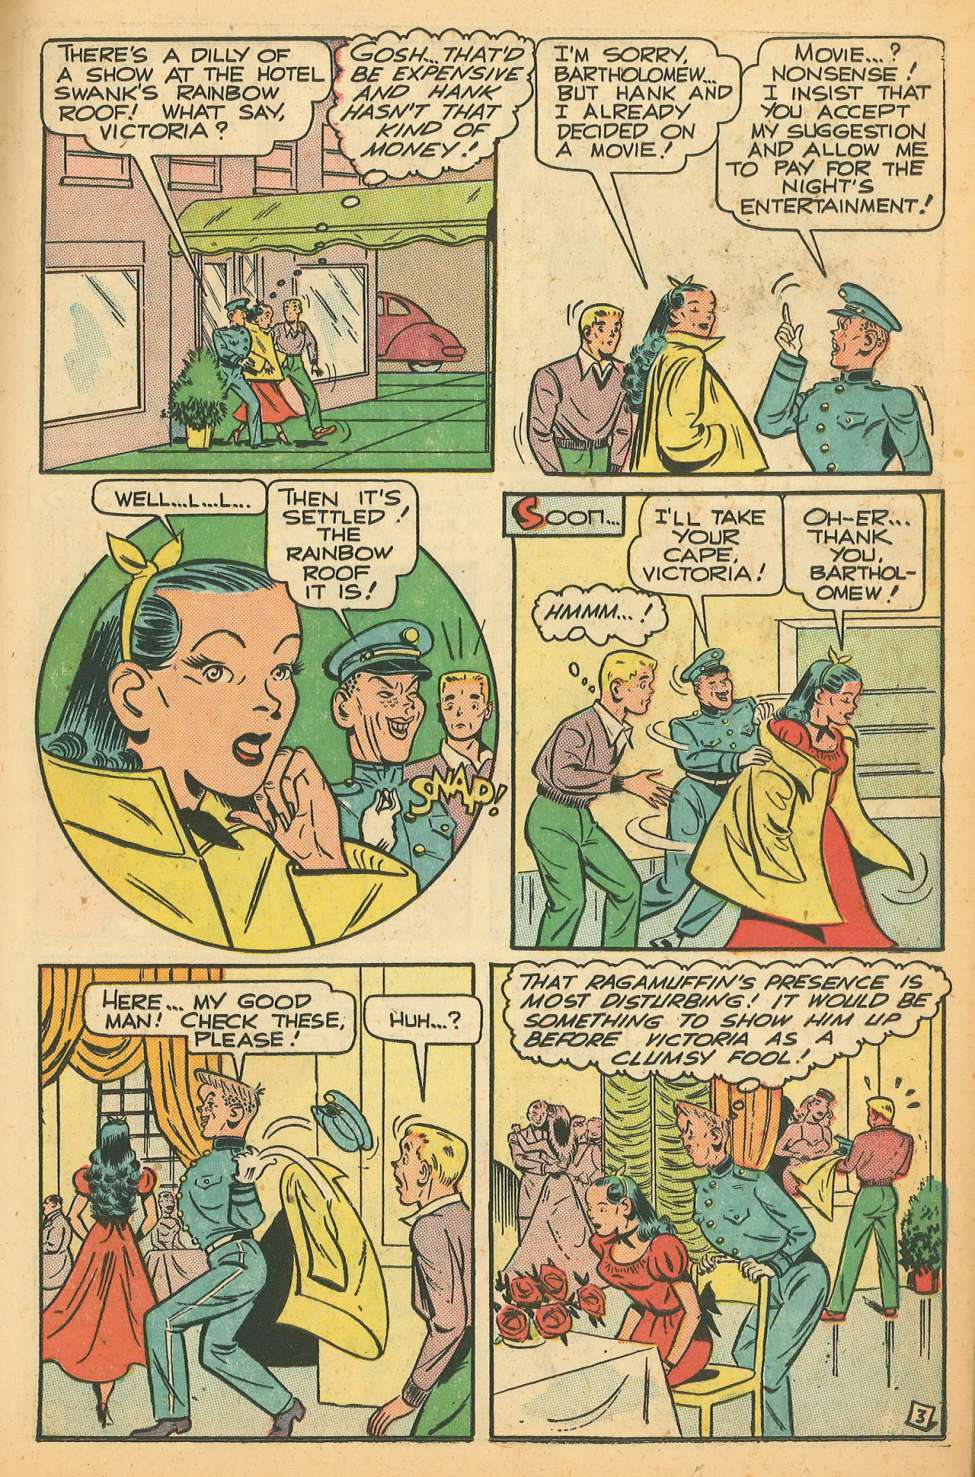 THERE'S A DILLY OF
A SHOW AT THE HOTEL
SWANK'S RAINBOW
ROOF! WHAT SAY,
VICTORIA?
GOSH...THAT'D
BE EXPENSIVE
AND HANK
HASN'T THAT
KIND OF
MONEY!
I'M SORRY,
BARTHOLOMEW...
BUT HANK AND
I ALREADY
DECIDED ON
A MOVIE!
MOVIE...?
NONSENSE!
I INSIST THAT
YOU ACCEPT
MY SUGGESTION
AND ALLOW ME
TO PAY FOR THE
NIGHT'S
ENTERTAINMENT!
WELL...L...L...
THEN IT'S
SETTLED!
THE
RAINBOW
ROOF
IT IS!
SNAP!
SOON...
HMMM...!
I'LL TAKE
YOUR
CAPE,
VICTORIA!
OH-ER...
THANK
YOU,
BARTHOL-
OMEW!
HERE... MY GOOD
MAN! CHECK THESE,
PLEASE!
HUH...?
THAT RAGAMUFFIN'S PRESENCE IS
MOST DISTURBING! IT WOULD BE
SOMETHING TO SHOW HIM UP
BEFORE VICTORIA AS A
CLUMSY FOOL!
3